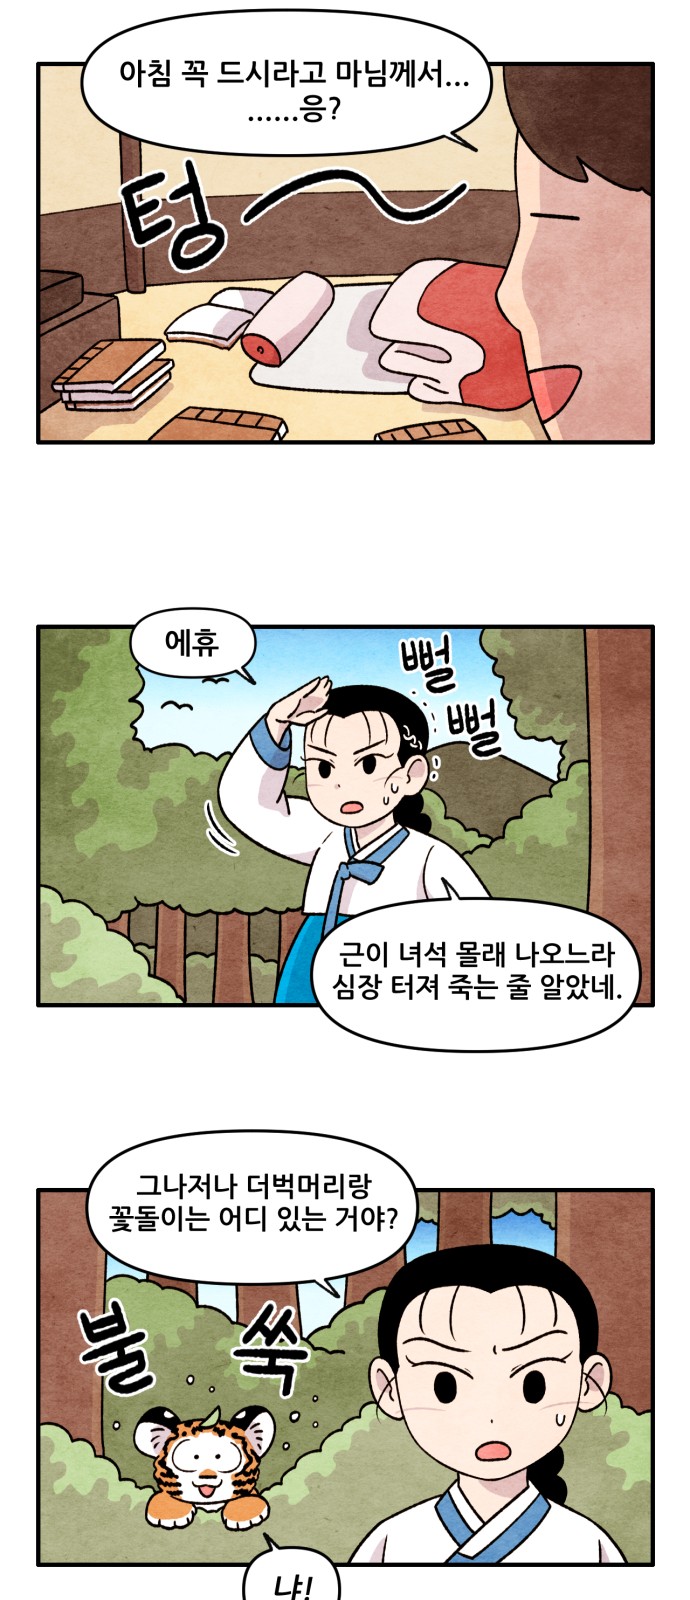 아침 꼭 드시라고 마님께서...
......응?
텅
에휴
뻘
뻘
근이 녀석 몰래 나오느라
심장 터져 죽는 줄 알았네.
그나저나 더벅머리랑
꽃돌이는 어디 있는 거야?
불 쑥
냐!